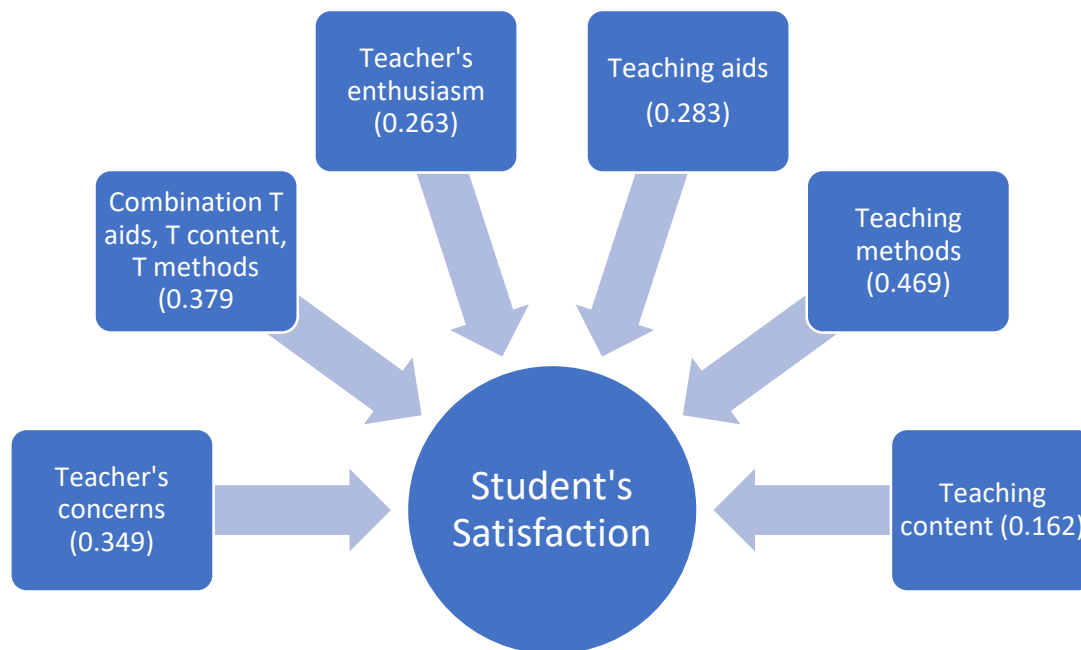 Teacher's
enthusiasm
(0.263)
Teaching aids
(0.283)
Combination T
aids, T content,
T methods
(0.379
Teaching
methods
(0.469)
Teacher's
concerns
(0.349)
Student's
Satisfaction
Teaching
content (0.162)